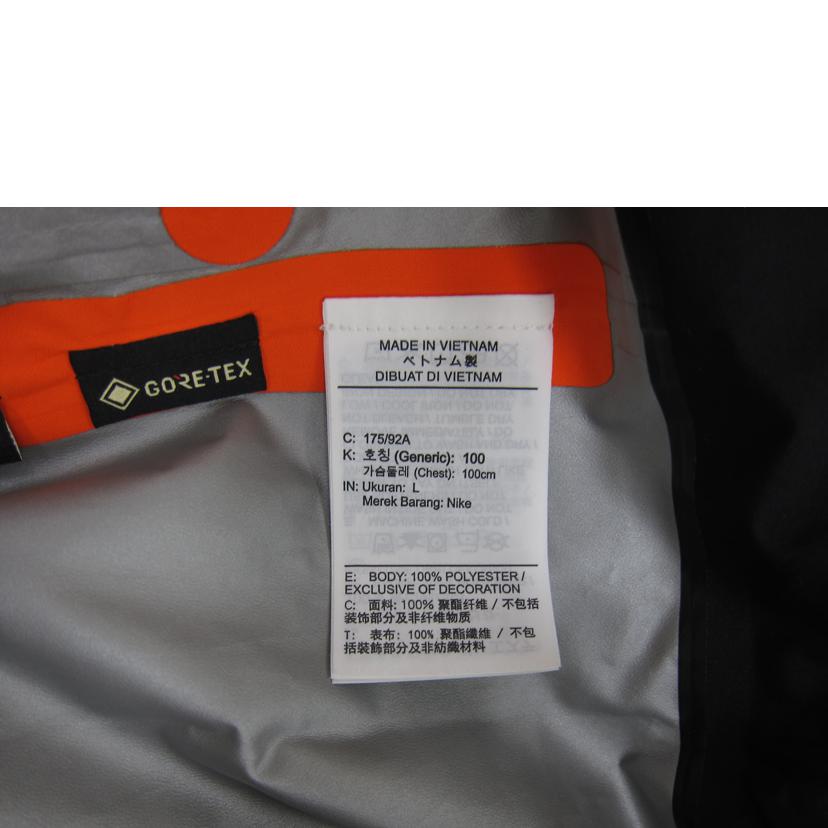 GORE-TEX
MADE IN VIETNAM
ベトナム製
DIBUAT DI VIETNAM
C: 175/92A
K: 호칭 (Generic): 100
가슴둘레 (Chest): 100cm
IN: Ukuran: L
Merek Barang: Nike
E: BODY: 100% POLYESTER /
EXCLUSIVE OF DECORATION
C: 面料: 100% 聚酯纤维 / 不包括
装饰部分及非纤维物质
T: 表布: 100% 聚酯纖維 / 不包
括裝飾部分及非紡織材料